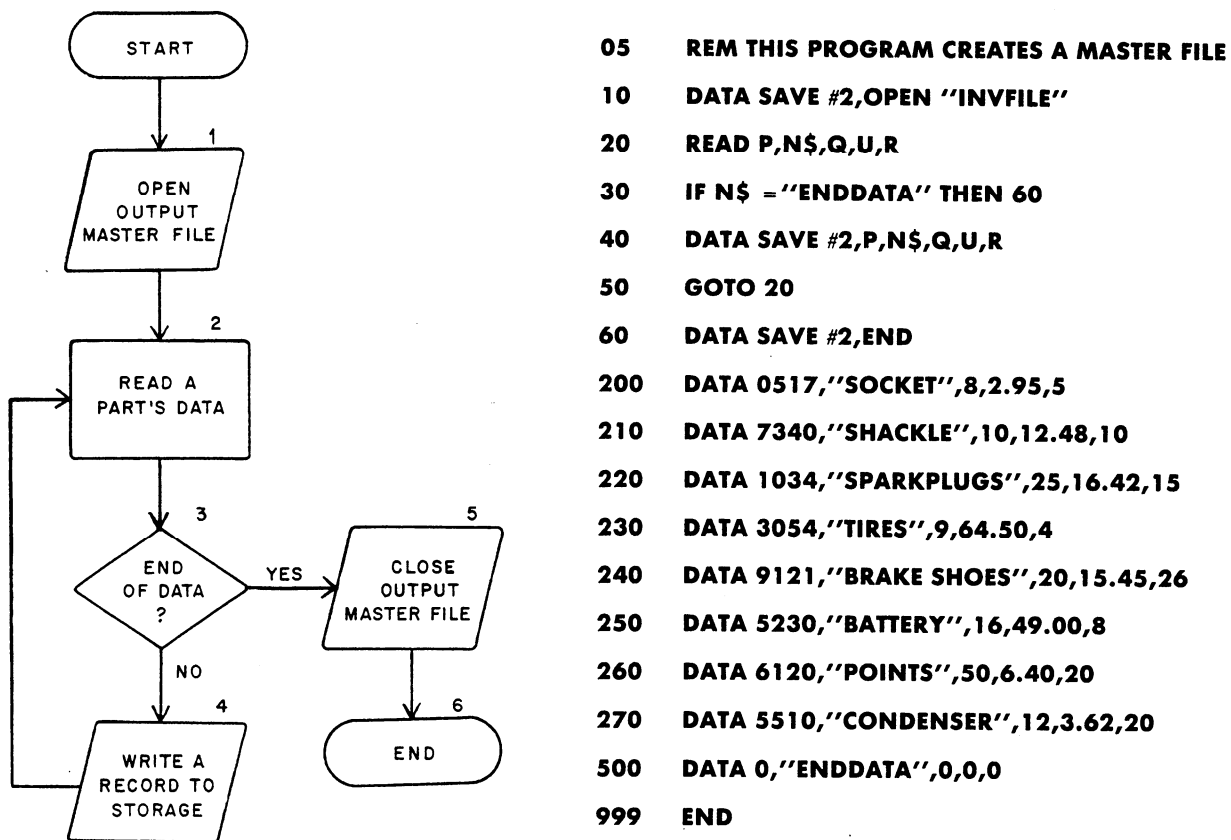 START
1
OPEN
OUTPUT
MASTER FILE
2
READ A
PART'S DATA
3
END
OF DATA
?
YES
NO
4
WRITE A
RECORD TO
STORAGE
5
CLOSE
OUTPUT
MASTER FILE
6
END
05 REM THIS PROGRAM CREATES A MASTER FILE
10 DATA SAVE #2,OPEN ''INVFILE''
20 READ P,N$,Q,U,R
30 IF N$ =''ENDDATA'' THEN 60
40 DATA SAVE #2,P,N$,Q,U,R
50 GOTO 20
60 DATA SAVE #2,END
200 DATA 0517,''SOCKET'',8,2.95,5
210 DATA 7340,''SHACKLE'',10,12.48,10
220 DATA 1034,''SPARKPLUGS'',25,16.42,15
230 DATA 3054,''TIRES'',9,64.50,4
240 DATA 9121,''BRAKE SHOES'',20,15.45,26
250 DATA 5230,''BATTERY'',16,49.00,8
260 DATA 6120,''POINTS'',50,6.40,20
270 DATA 5510,''CONDENSER'',12,3.62,20
500 DATA 0,''ENDDATA'',0,0,0
999 END